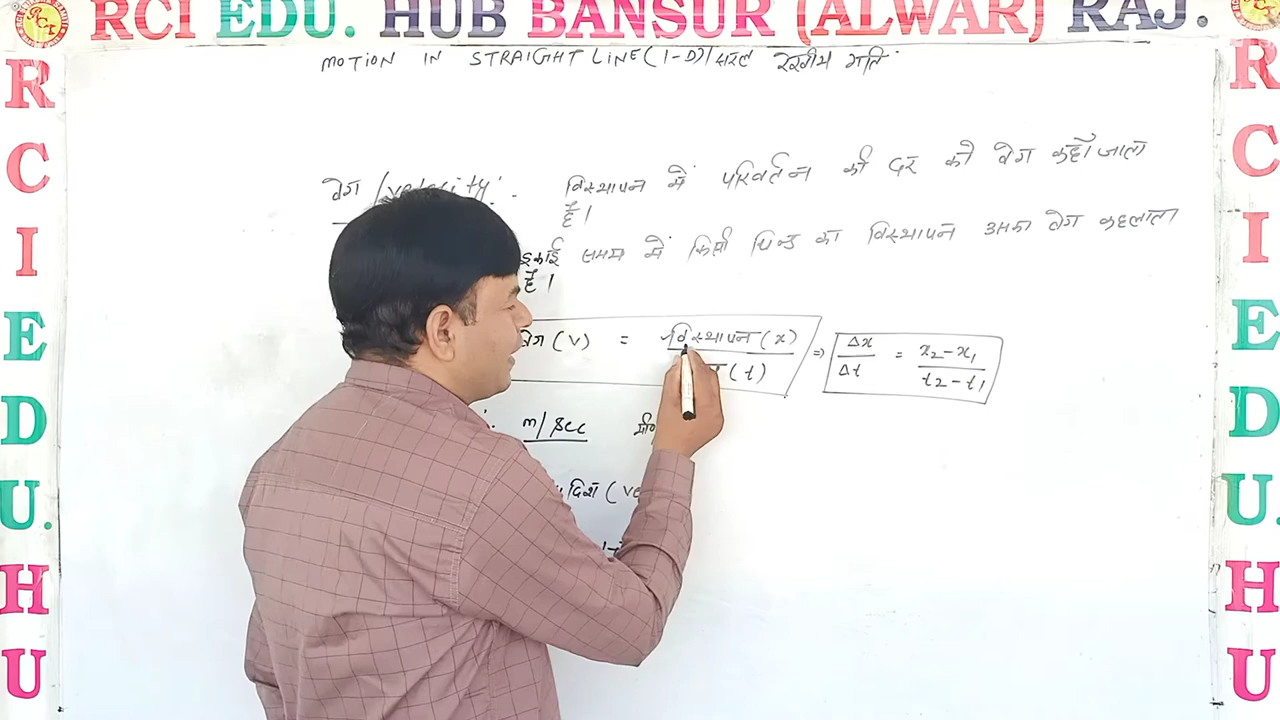 RCI EDU. HUB BANSUR (ALWAR) RAJ.
R
C
I
E
D
U.
H
U
R
C
I
E
D
U.
H
U
MOTION IN STRAIGHT LINE (1-D) / सरल रेखीय गति
वेग / velocity :- विस्थापन में परिवर्तन की दर को वेग कहाँ जाता
है।
इकाई समय में किसी पिन्ड का विस्थापन उसका वेग कहलाता
है।
वेग (v) = विस्थापन (x) / (t) ⇒ Δx / Δt = x₂ - x₁ / t₂ - t₁
m/sec